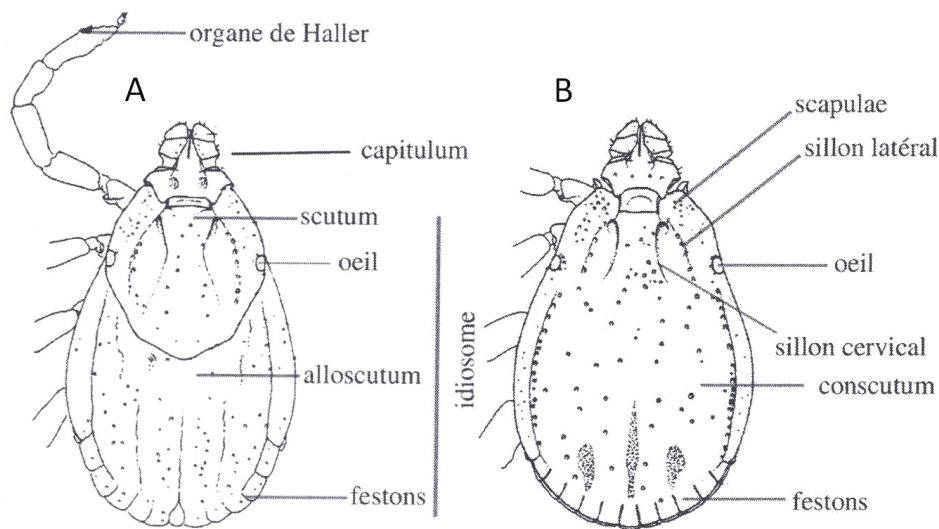 organe de Haller
A
capitulum
scutum
oeil
alloscutum
festons
idiosome
B
scapulae
sillon latéral
oeil
sillon cervical
conscutum
festons